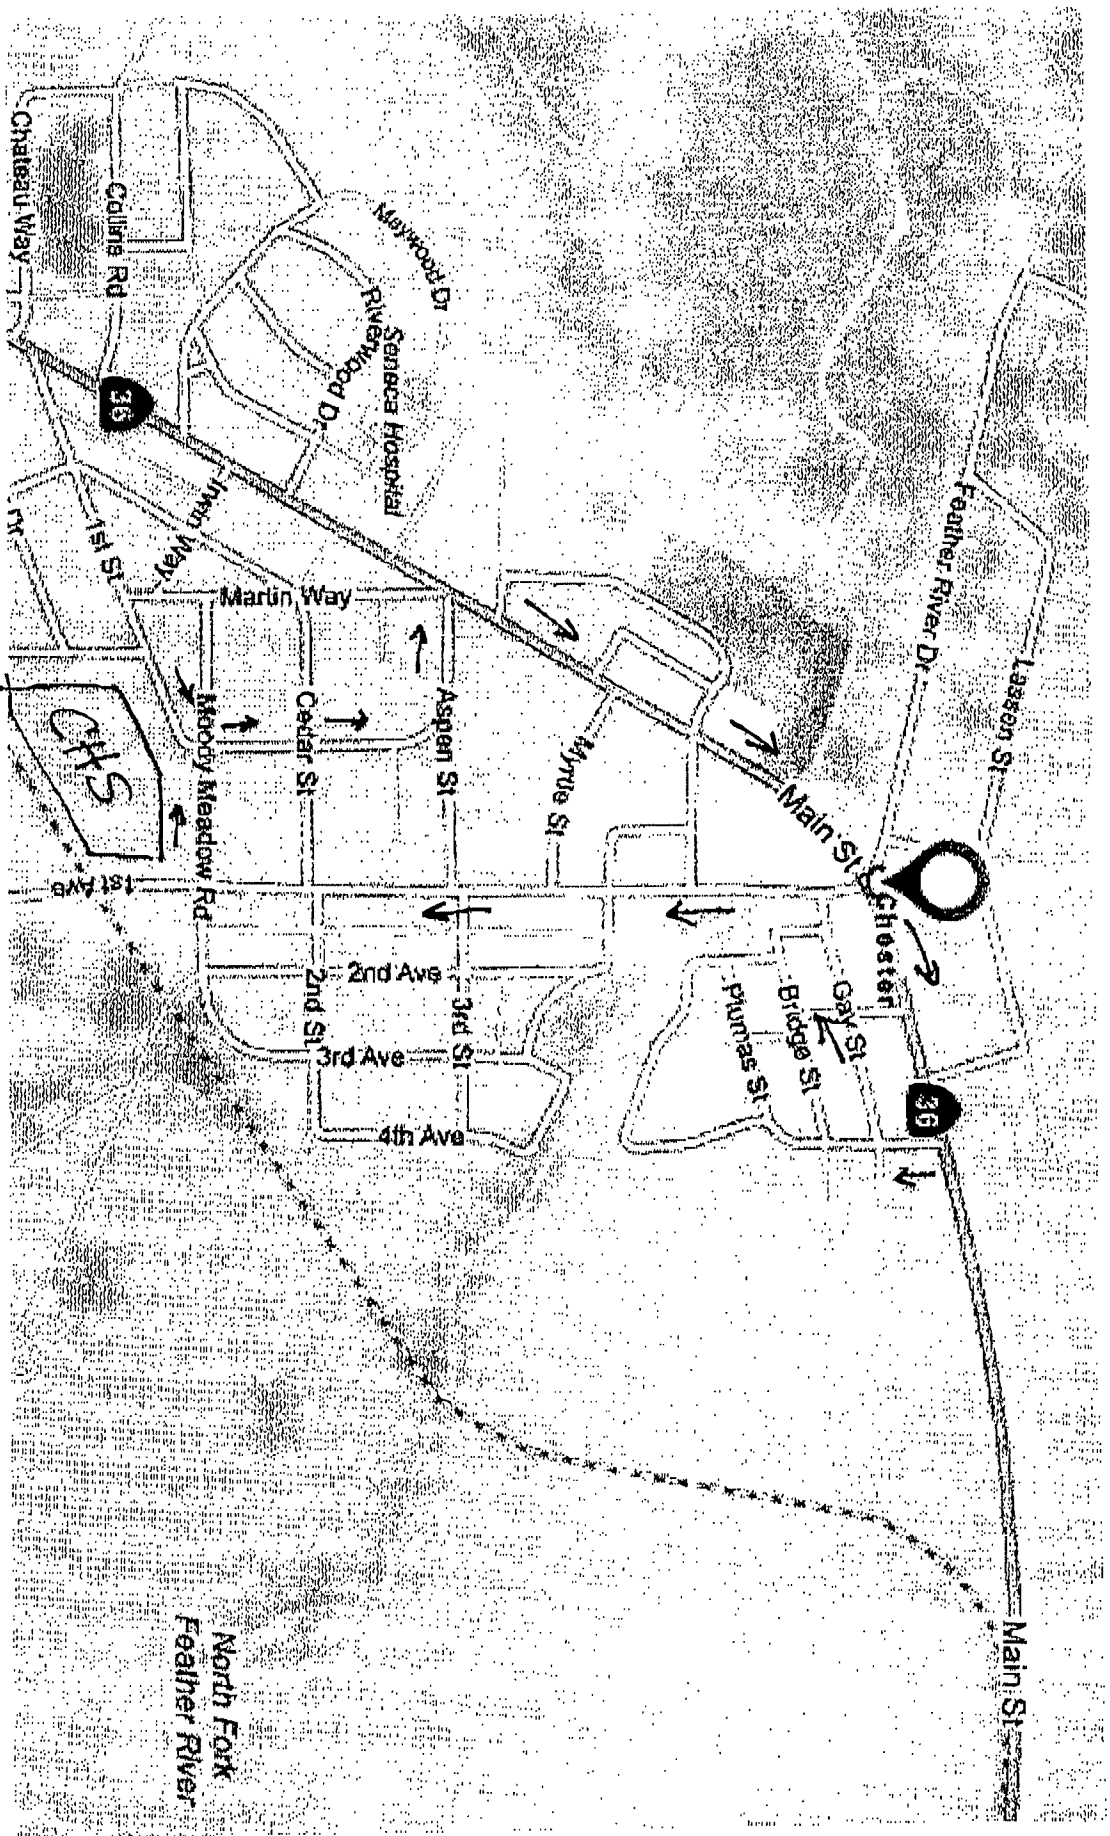 Chateau Way
Collins Rd
Maywood Dr
Riverwood Dr
Seneca Hospital
36
Irwin Way
1st St
Martin Way
Feather River Dr
Lassen St
CHS
Moody Meadow Rd
Cedar St
Aspen St
Myrtle St
Main St
1st Ave
Chester
2nd Ave
2nd St
3rd St
3rd Ave
4th Ave
Gay St
Bridge St
Plumas St
36
Main St
North Fork
Feather River